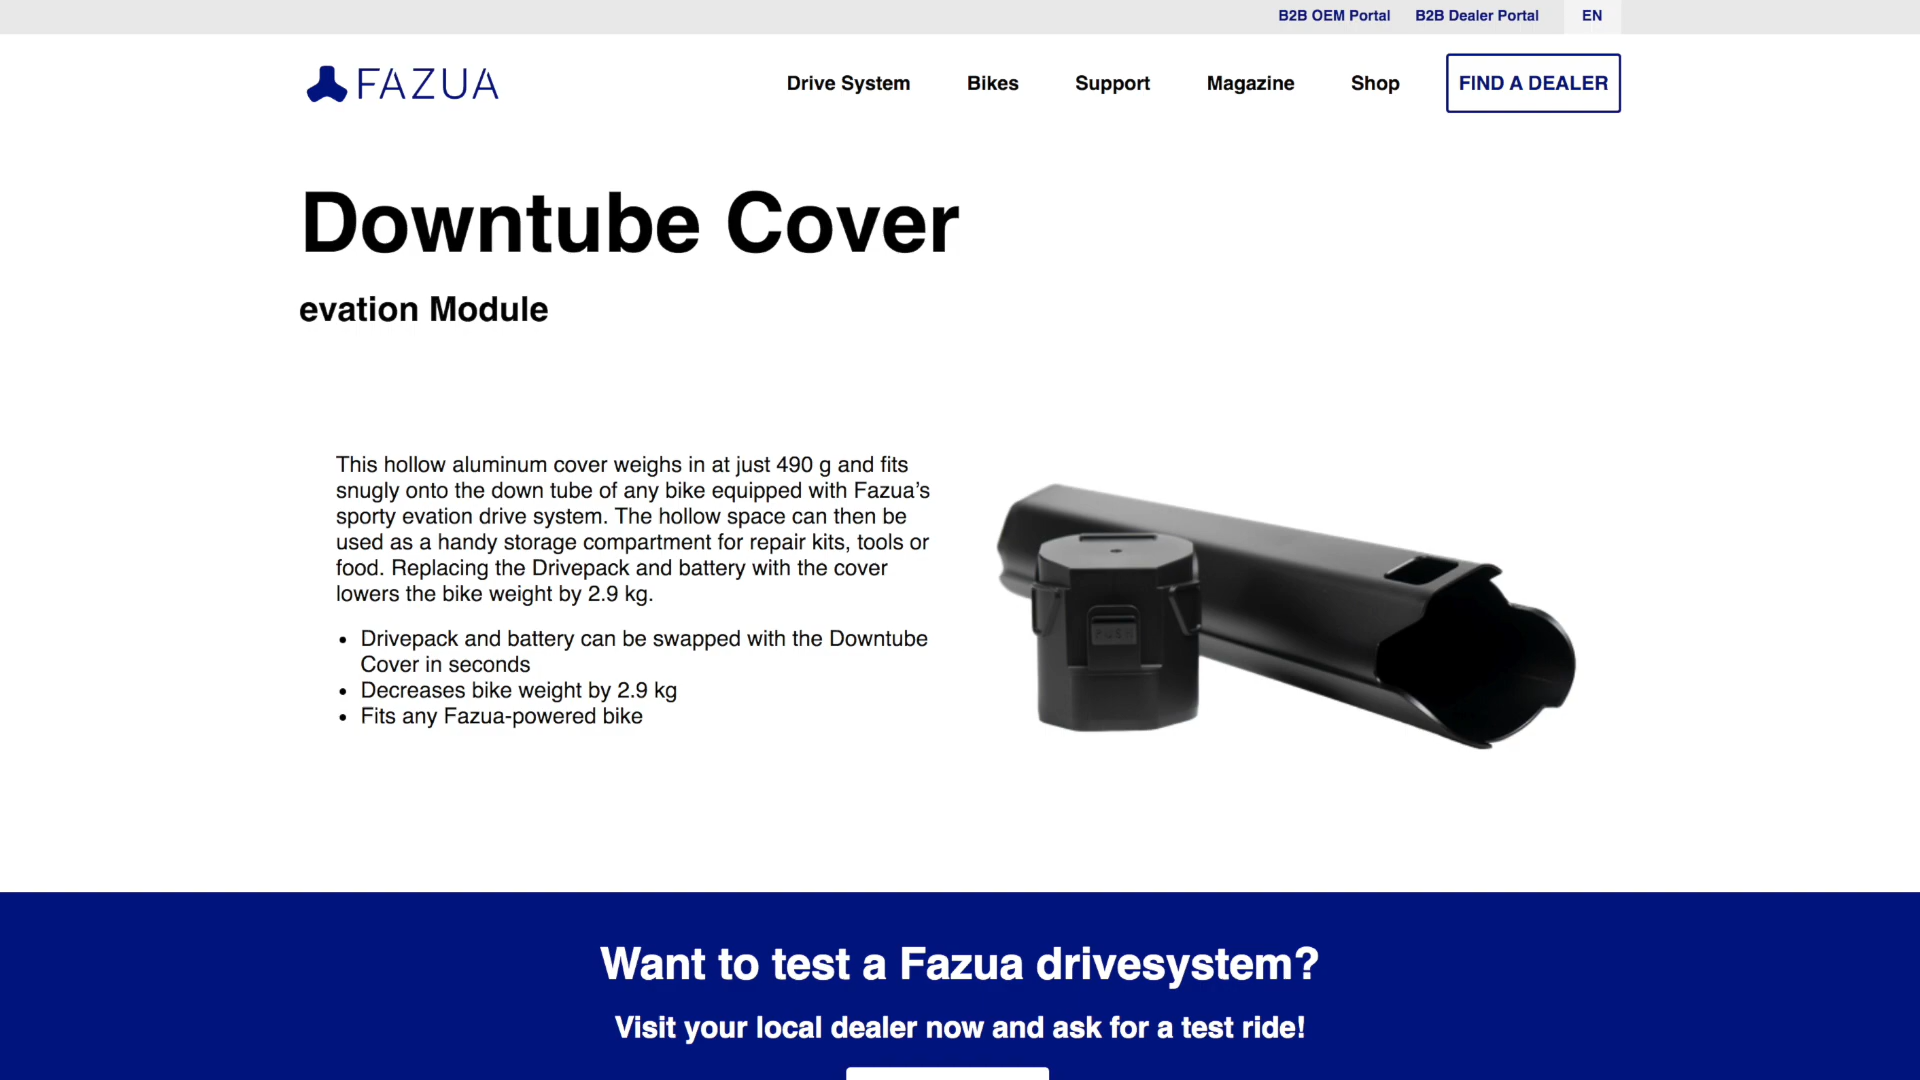 B2B OEM Portal B2B Dealer Portal EN
FAZUA Drive System Bikes Support Magazine Shop FIND A DEALER
Downtube Cover
evation Module
This hollow aluminum cover weighs in at just 490 g and fits
snugly onto the down tube of any bike equipped with Fazua’s
sporty evation drive system. The hollow space can then be
used as a handy storage compartment for repair kits, tools or
food. Replacing the Drivepack and battery with the cover
lowers the bike weight by 2.9 kg.
• Drivepack and battery can be swapped with the Downtube
Cover in seconds
• Decreases bike weight by 2.9 kg
• Fits any Fazua-powered bike
PUSH
Want to test a Fazua drivesystem?
Visit your local dealer now and ask for a test ride!